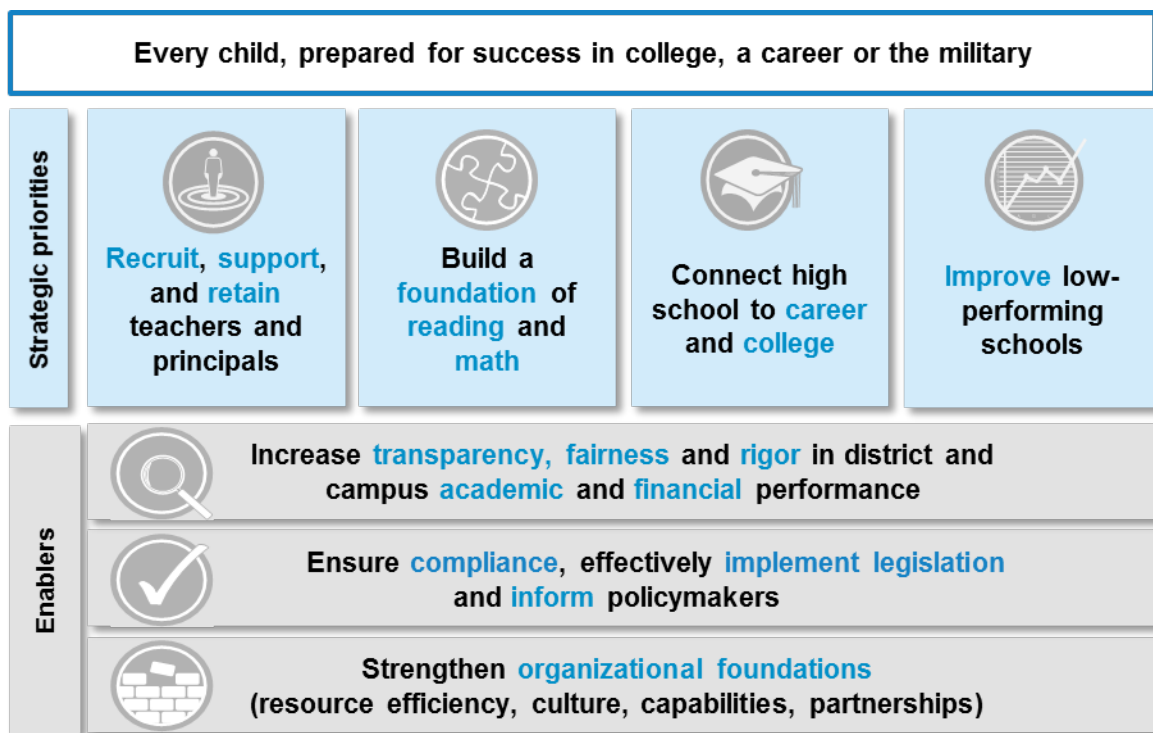 Every child, prepared for success in college, a career or the military
Strategic priorities
Recruit, support,
and retain
teachers and
principals
Build a
foundation of
reading and
math
Connect high
school to career
and college
Improve low-
performing
schools
Enablers
Increase transparency, fairness and rigor in district and
campus academic and financial performance
Ensure compliance, effectively implement legislation
and inform policymakers
Strengthen organizational foundations
(resource efficiency, culture, capabilities, partnerships)